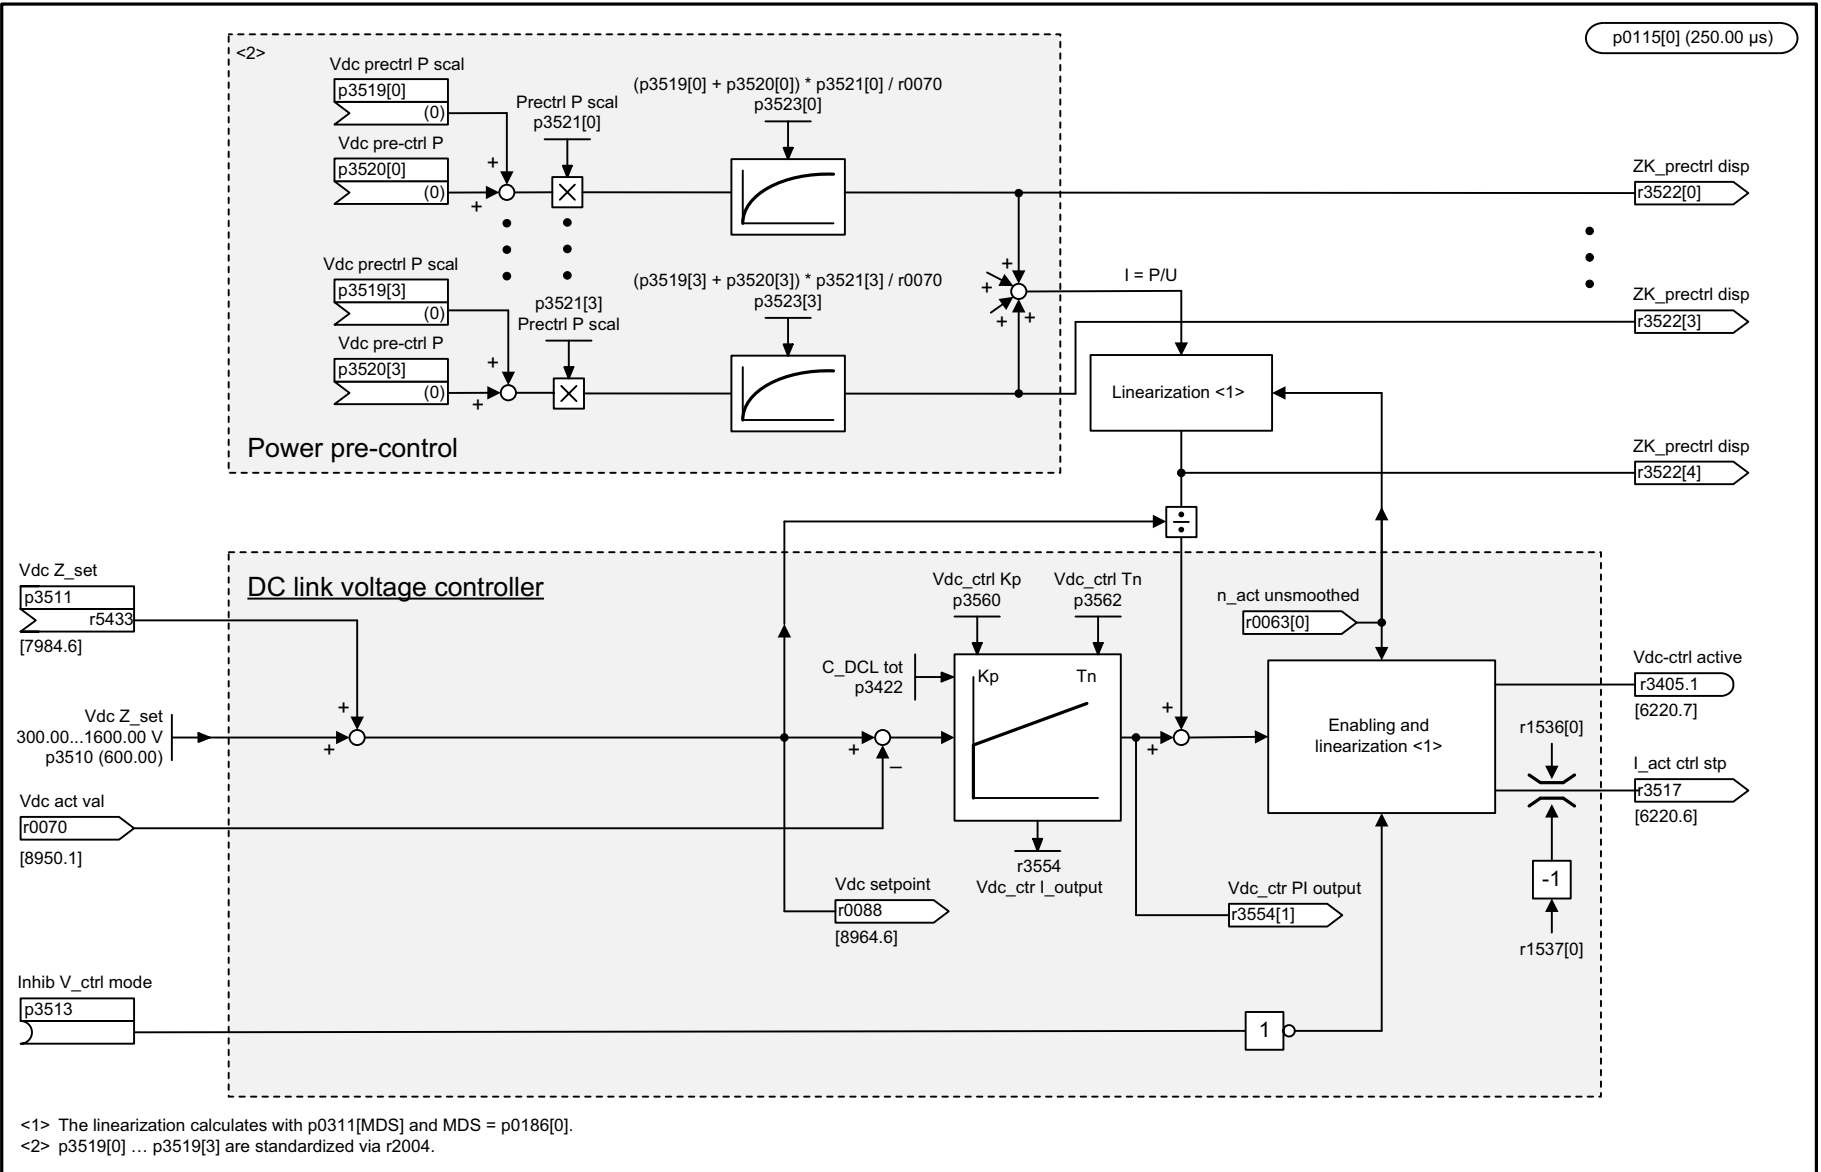 <2>
p0115[0] (250.00 µs)
Vdc prectrl P scal
p3519[0]
(0)
Vdc pre-ctrl P
p3520[0]
(0)
+
+
Prectrl P scal
p3521[0]
×
(p3519[0] + p3520[0]) * p3521[0] / r0070
p3523[0]
ZK_prectrl disp
r3522[0]
Vdc prectrl P scal
p3519[3]
(0)
Vdc pre-ctrl P
p3520[3]
(0)
+
+
p3521[3]
Prectrl P scal
×
(p3519[3] + p3520[3]) * p3521[3] / r0070
p3523[3]
+
+
+
+
I = P/U
ZK_prectrl disp
r3522[3]
Linearization <1>
Power pre-control
ZK_prectrl disp
r3522[4]
÷
DC link voltage controller
Vdc Z_set
p3511
r5433
[7984.6]
Vdc Z_set
300.00...1600.00 V
p3510 (600.00)
+
+
Vdc act val
r0070
[8950.1]
+
–
Vdc_ctrl Kp
p3560
Vdc_ctrl Tn
p3562
C_DCL tot
p3422
Kp
Tn
r3554
Vdc_ctr I_output
Vdc setpoint
r0088
[8964.6]
+
+
Vdc_ctr PI output
r3554[1]
n_act unsmoothed
r0063[0]
Enabling and
linearization <1>
Vdc-ctrl active
r3405.1
[6220.7]
r1536[0]
I_act ctrl stp
r3517
[6220.6]
-1
r1537[0]
Inhib V_ctrl mode
p3513
1
<1> The linearization calculates with p0311[MDS] and MDS = p0186[0].
<2> p3519[0] … p3519[3] are standardized via r2004.